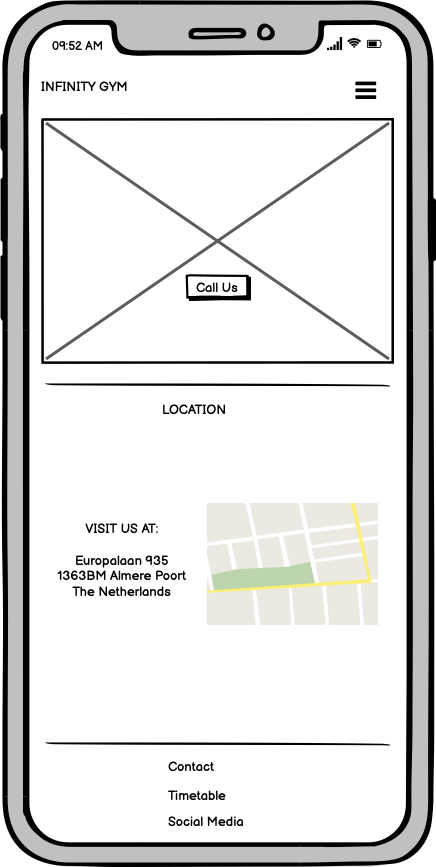 09:52 AM
INFINITY GYM
Call Us
LOCATION
VISIT US AT:
Europalaan 935
1363BM Almere Poort
The Netherlands
Contact
Timetable
Social Media